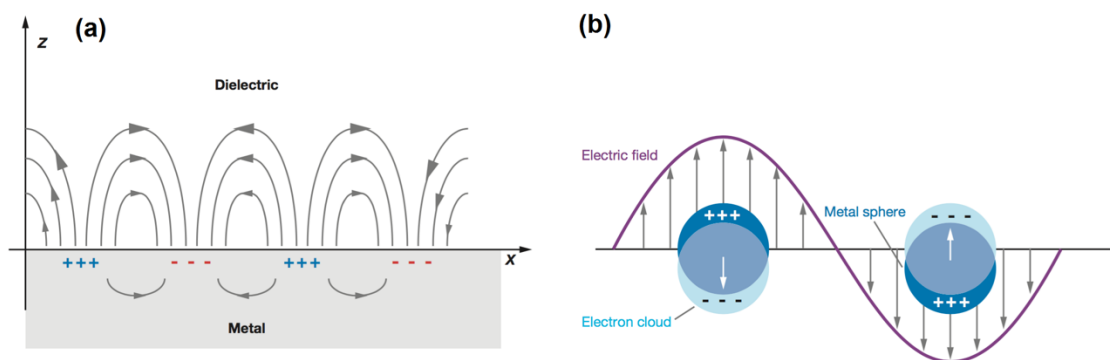 (a)
z
Dielectric
+++
- - -
+++
- - -
x
Metal
(b)
Electric field
+++
Metal sphere
- - -
- - -
+++
Electron cloud